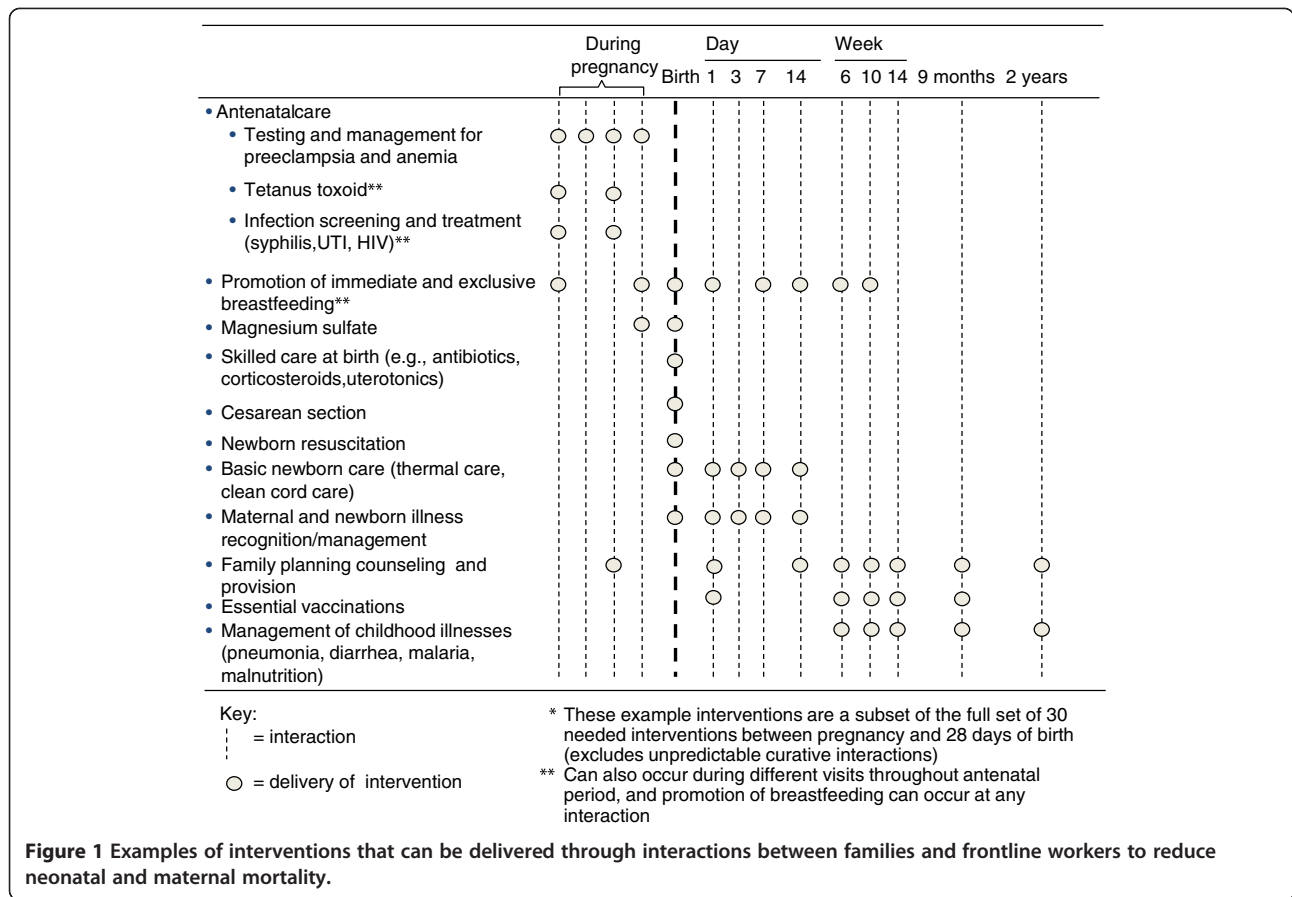 During Day Week
pregnancy Birth 1 3 7 14 6 10 14 9 months 2 years
• Antenatalcare
• Testing and management for
preeclampsia and anemia
• Tetanus toxoid**
• Infection screening and treatment
(syphilis,UTI, HIV)**
• Promotion of immediate and exclusive
breastfeeding**
• Magnesium sulfate
• Skilled care at birth (e.g., antibiotics,
corticosteroids,uterotonics)
• Cesarean section
• Newborn resuscitation
• Basic newborn care (thermal care,
clean cord care)
• Maternal and newborn illness
recognition/management
• Family planning counseling and
provision
• Essential vaccinations
• Management of childhood illnesses
(pneumonia, diarrhea, malaria,
malnutrition)
Key:
= interaction
= delivery of intervention
* These example interventions are a subset of the full set of 30
needed interventions between pregnancy and 28 days of birth
(excludes unpredictable curative interactions)
** Can also occur during different visits throughout antenatal
period, and promotion of breastfeeding can occur at any
interaction
Figure 1 Examples of interventions that can be delivered through interactions between families and frontline workers to reduce
neonatal and maternal mortality.